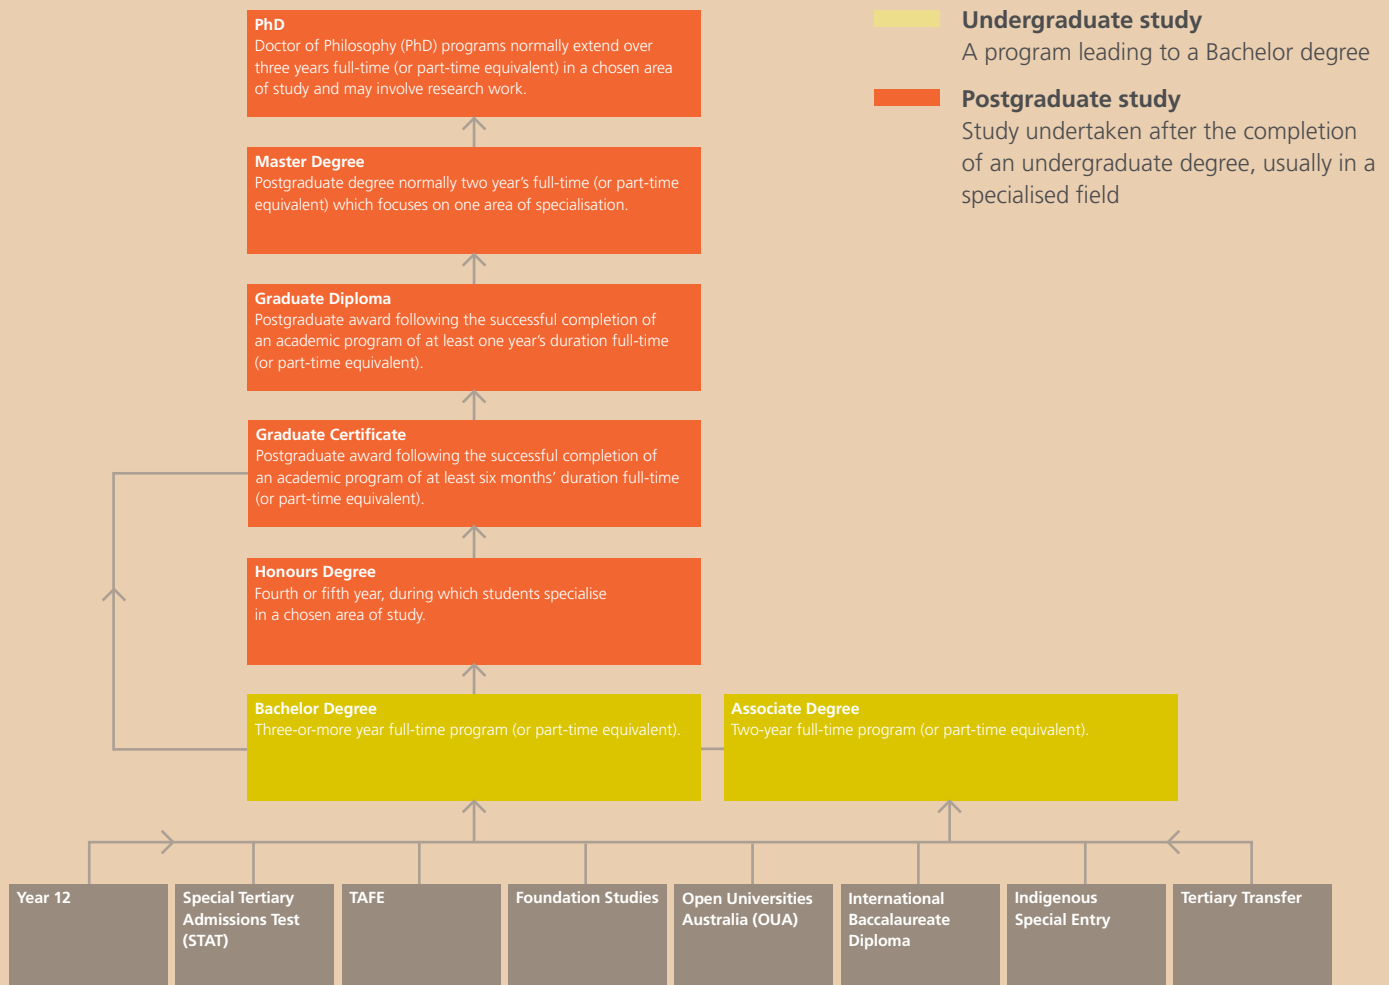 PhD
Doctor of Philosophy (PhD) programs normally extend over
three years full-time (or part-time equivalent) in a chosen area
of study and may involve research work.
Undergraduate study
A program leading to a Bachelor degree
Postgraduate study
Study undertaken after the completion
of an undergraduate degree, usually in a
specialised field
Master Degree
Postgraduate degree normally two year’s full-time (or part-time
equivalent) which focuses on one area of specialisation.
Graduate Diploma
Postgraduate award following the successful completion of
an academic program of at least one year’s duration full-time
(or part-time equivalent).
Graduate Certificate
Postgraduate award following the successful completion of
an academic program of at least six months’ duration full-time
(or part-time equivalent).
Honours Degree
Fourth or fifth year, during which students specialise
in a chosen area of study.
Bachelor Degree
Three-or-more year full-time program (or part-time equivalent).
Associate Degree
Two-year full-time program (or part-time equivalent).
Year 12
Special Tertiary
Admissions Test
(STAT)
TAFE
Foundation Studies
Open Universities
Australia (OUA)
International
Baccalaureate
Diploma
Indigenous
Special Entry
Tertiary Transfer